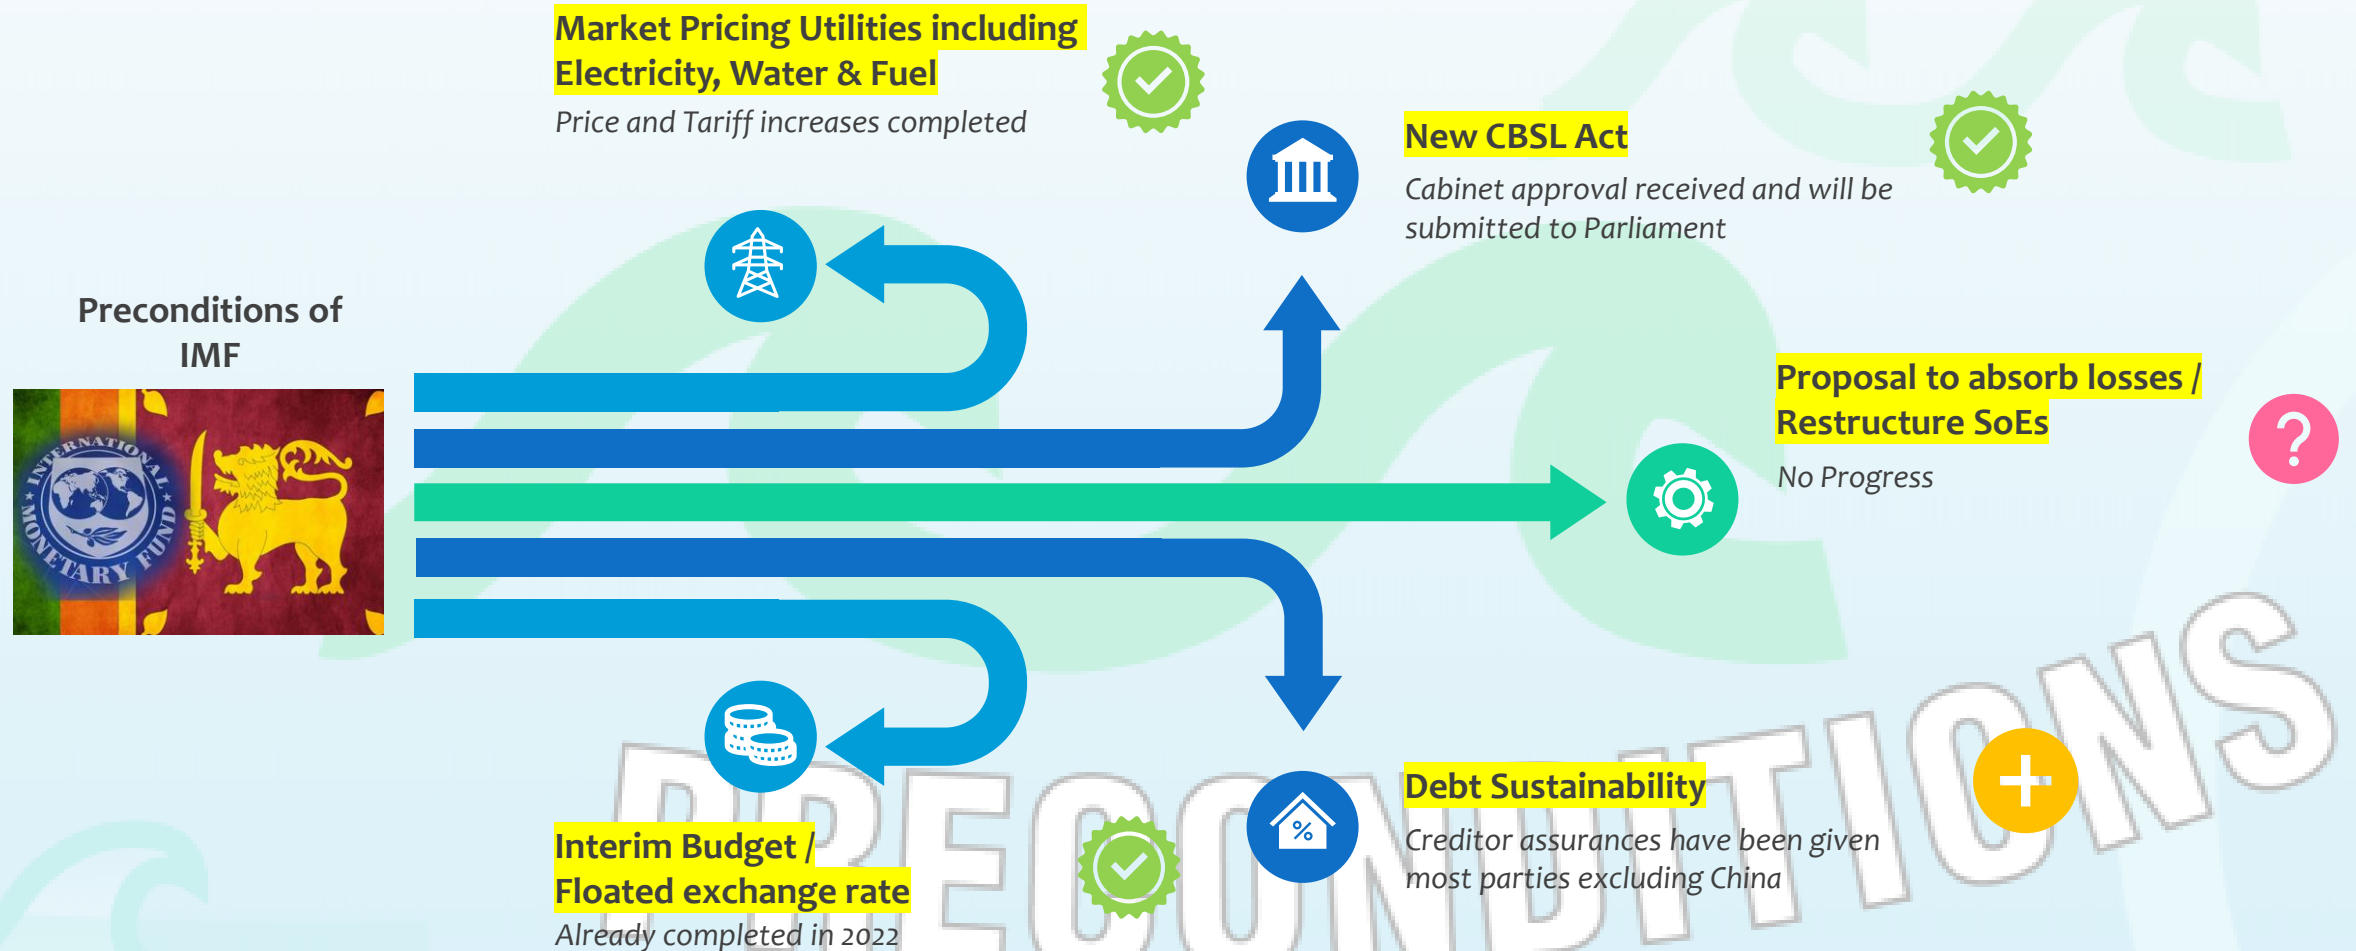 Market Pricing Utilities including
Electricity, Water & Fuel
Price and Tariff increases completed
New CBSL Act
Cabinet approval received and will be
submitted to Parliament
Preconditions of
IMF
INTERNATIONAL
MONETARY FUND
Proposal to absorb losses /
Restructure SoEs
No Progress
?
PRECONDITIONS
Interim Budget /
Floated exchange rate
Already completed in 2022
%
Debt Sustainability
Creditor assurances have been given
most parties excluding China
+